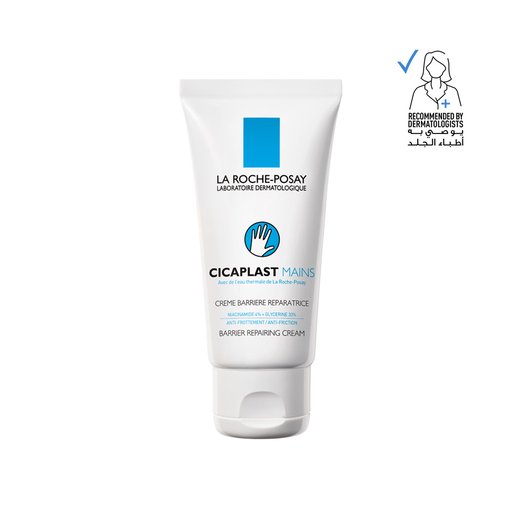 LA ROCHE-POSAY
LABORATOIRE DERMATOLOGIQUE
CICAPLAST MAINS
Avec de l'eau thermale de La Roche-Posay
CREME BARRIERE REPARATRICE
NIACINAMIDE 4% + GLYCERINE 30%
ANTI-FROTTEMENT / ANTI-FRICTION
BARRIER REPAIRING CREAM
RECOMMENDED BY
DERMATOLOGISTS
يوصي به
أطباء الجلد